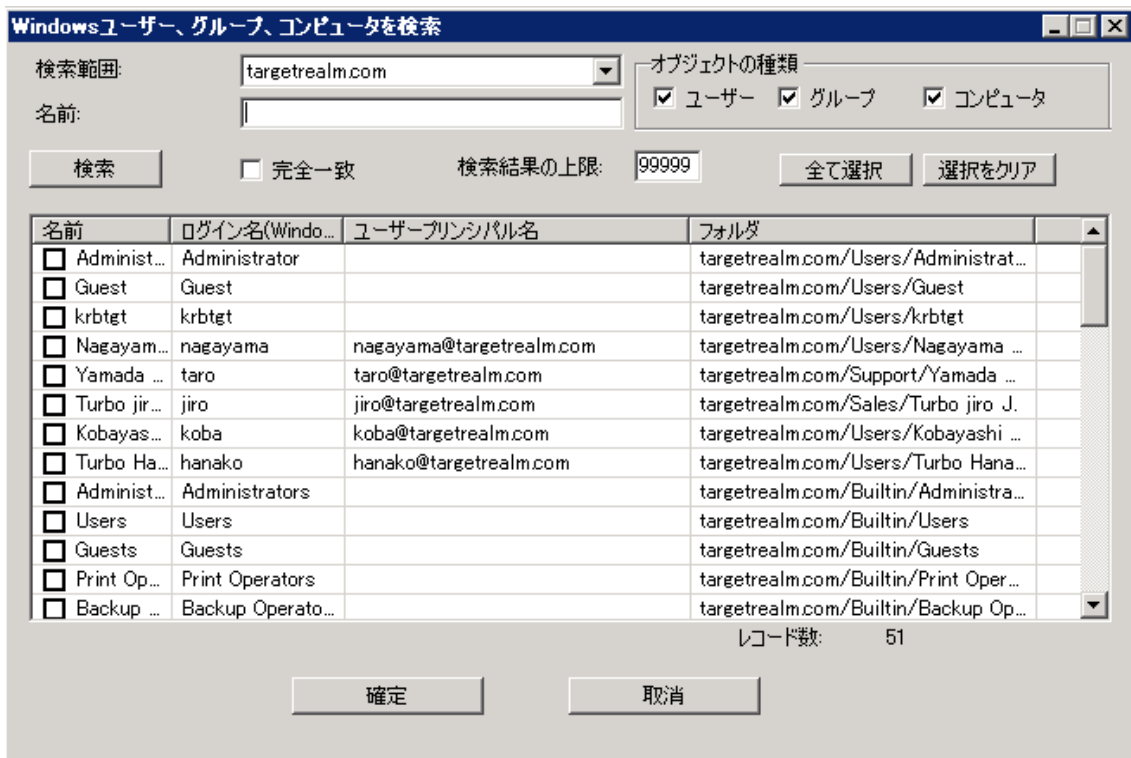 Windowsユーザー、グループ、コンピュータを検索
検索範囲: targetrealm.com オブジェクトの種類
ユーザー グループ コンピュータ
名前:
検索 完全一致 検索結果の上限: 99999 全て選択 選択をクリア
名前 ログイン名(Windo... ユーザープリンシパル名 フォルダ
Administ... Administrator targetrealm.com/Users/Administrat...
Guest Guest targetrealm.com/Users/Guest
krbtgt krbtgt targetrealm.com/Users/krbtgt
Nagayam... nagayama nagayama@targetrealm.com targetrealm.com/Users/Nagayama ...
Yamada ... taro taro@targetrealm.com targetrealm.com/Support/Yamada ...
Turbo jir... jiro jiro@targetrealm.com targetrealm.com/Sales/Turbo jiro J.
Kobayas... koba koba@targetrealm.com targetrealm.com/Users/Kobayashi ...
Turbo Ha... hanako hanako@targetrealm.com targetrealm.com/Users/Turbo Hana...
Administ... Administrators targetrealm.com/Builtin/Administra...
Users Users targetrealm.com/Builtin/Users
Guests Guests targetrealm.com/Builtin/Guests
Print Op... Print Operators targetrealm.com/Builtin/Print Oper...
Backup ... Backup Operato... targetrealm.com/Builtin/Backup Op...
レコード数: 51
確定 取消